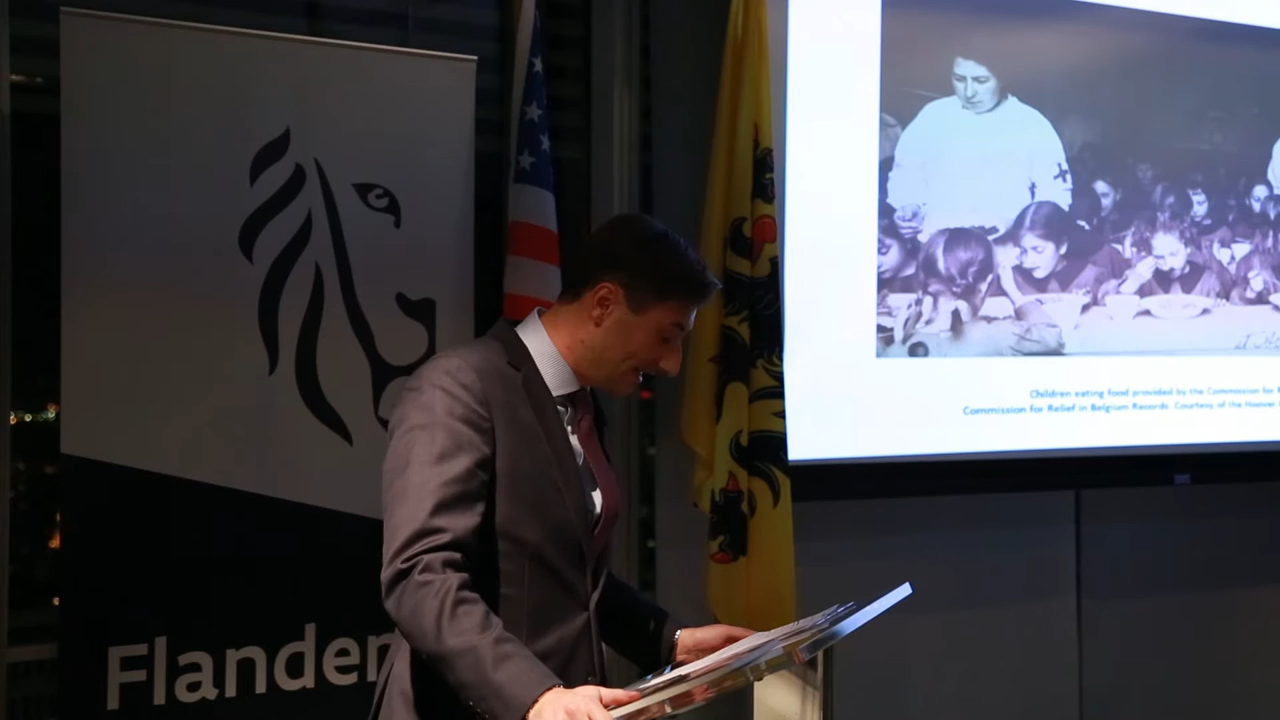 Flander
Children eating food provided by the Commission for
Commission for Relief in Belgium Records. Courtesy of the Hoover